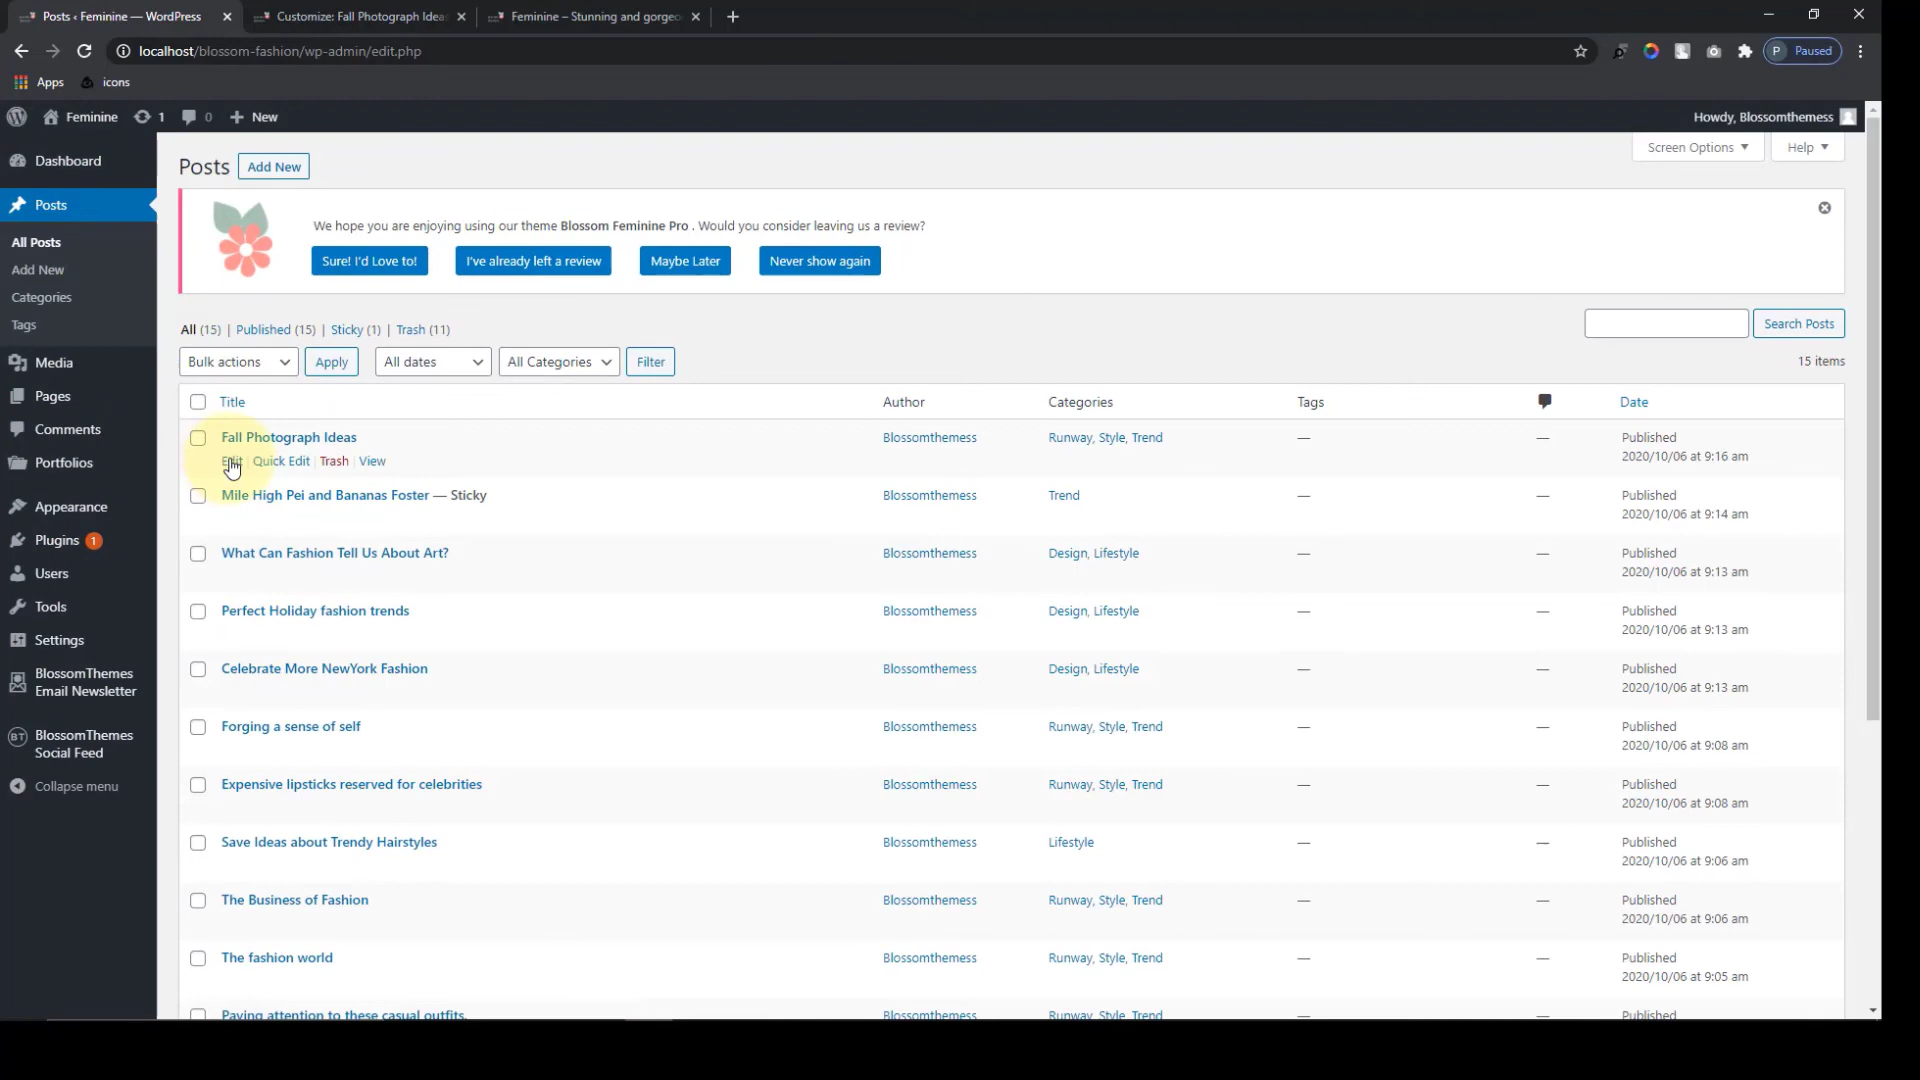 Posts ‹ Feminine — WordPress
Customize: Fall Photograph Idea
Feminine – Stunning and gorgeo
localhost/blossom-fashion/wp-admin/edit.php
P Paused
Apps icons
Feminine 1 0 New
Howdy, Blossomthemess
Dashboard
Posts
All Posts
Add New
Categories
Tags
Media
Pages
Comments
Portfolios
Appearance
Plugins 1
Users
Tools
Settings
BlossomThemes
Email Newsletter
BT BlossomThemes
Social Feed
Collapse menu
Posts Add New
Screen Options Help
We hope you are enjoying using our theme Blossom Feminine Pro . Would you consider leaving us a review?
Sure! I'd Love to! I've already left a review Maybe Later Never show again
All (15) | Published (15) | Sticky (1) | Trash (11)
Search Posts
Bulk actions Apply All dates All Categories Filter
15 items
Title Author Categories Tags Date
Fall Photograph Ideas Blossomthemess Runway, Style, Trend — — Published
2020/10/06 at 9:16 am
Edit | Quick Edit | Trash | View
Mile High Pei and Bananas Foster — Sticky Blossomthemess Trend — — Published
2020/10/06 at 9:14 am
What Can Fashion Tell Us About Art? Blossomthemess Design, Lifestyle — — Published
2020/10/06 at 9:13 am
Perfect Holiday fashion trends Blossomthemess Design, Lifestyle — — Published
2020/10/06 at 9:13 am
Celebrate More NewYork Fashion Blossomthemess Design, Lifestyle — — Published
2020/10/06 at 9:13 am
Forging a sense of self Blossomthemess Runway, Style, Trend — — Published
2020/10/06 at 9:08 am
Expensive lipsticks reserved for celebrities Blossomthemess Runway, Style, Trend — — Published
2020/10/06 at 9:08 am
Save Ideas about Trendy Hairstyles Blossomthemess Lifestyle — — Published
2020/10/06 at 9:06 am
The Business of Fashion Blossomthemess Runway, Style, Trend — — Published
2020/10/06 at 9:06 am
The fashion world Blossomthemess Runway, Style, Trend — — Published
2020/10/06 at 9:05 am
Paying attention to these casual outfits. Blossomthemess Runway, Style, Trend — — Published